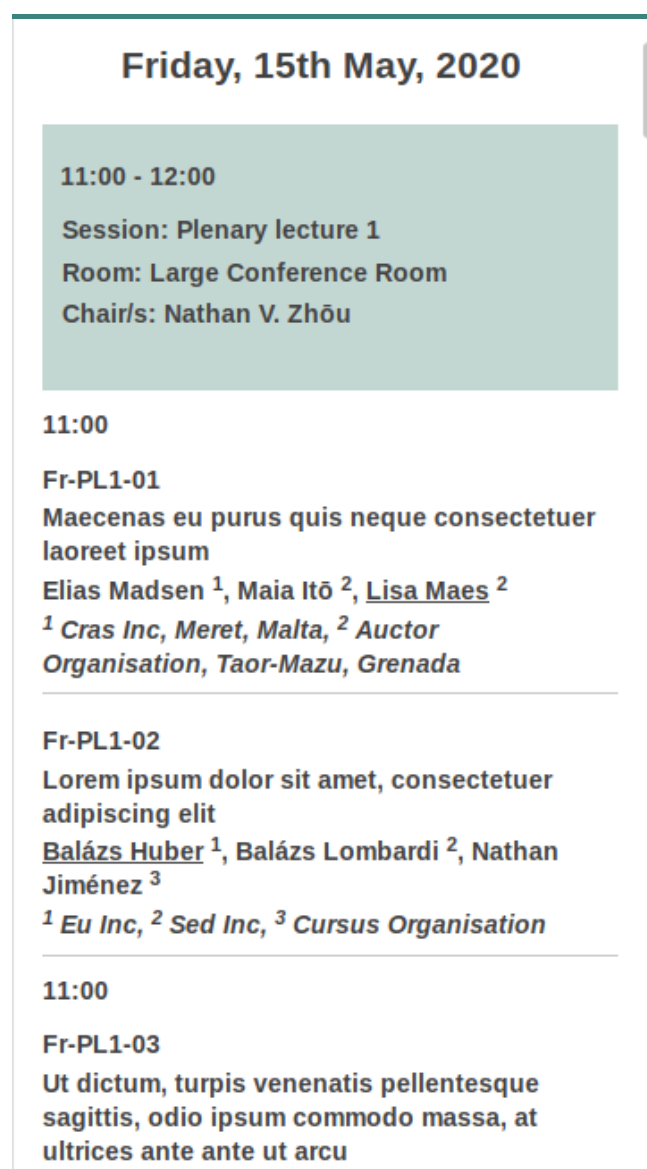 Friday, 15th May, 2020
11:00 - 12:00
Session: Plenary lecture 1
Room: Large Conference Room
Chair/s: Nathan V. Zhōu
11:00
Fr-PL1-01
Maecenas eu purus quis neque consectetuer
laoreet ipsum
Elias Madsen ¹, Maia Itō ², Lisa Maes ²
¹ Cras Inc, Meret, Malta, ² Auctor
Organisation, Taor-Mazu, Grenada
Fr-PL1-02
Lorem ipsum dolor sit amet, consectetuer
adipiscing elit
Balázs Huber ¹, Balázs Lombardi ², Nathan
Jiménez ³
¹ Eu Inc, ² Sed Inc, ³ Cursus Organisation
11:00
Fr-PL1-03
Ut dictum, turpis venenatis pellentesque
sagittis, odio ipsum commodo massa, at
ultrices ante ante ut arcu